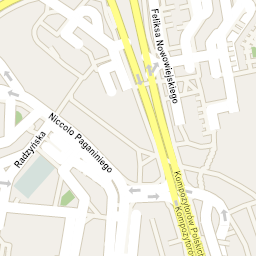 Feliksa Nowowiejskiego
Niccolo Paganiniego
Radzyńska
Kompozytorów Polskich
Kompozytorów